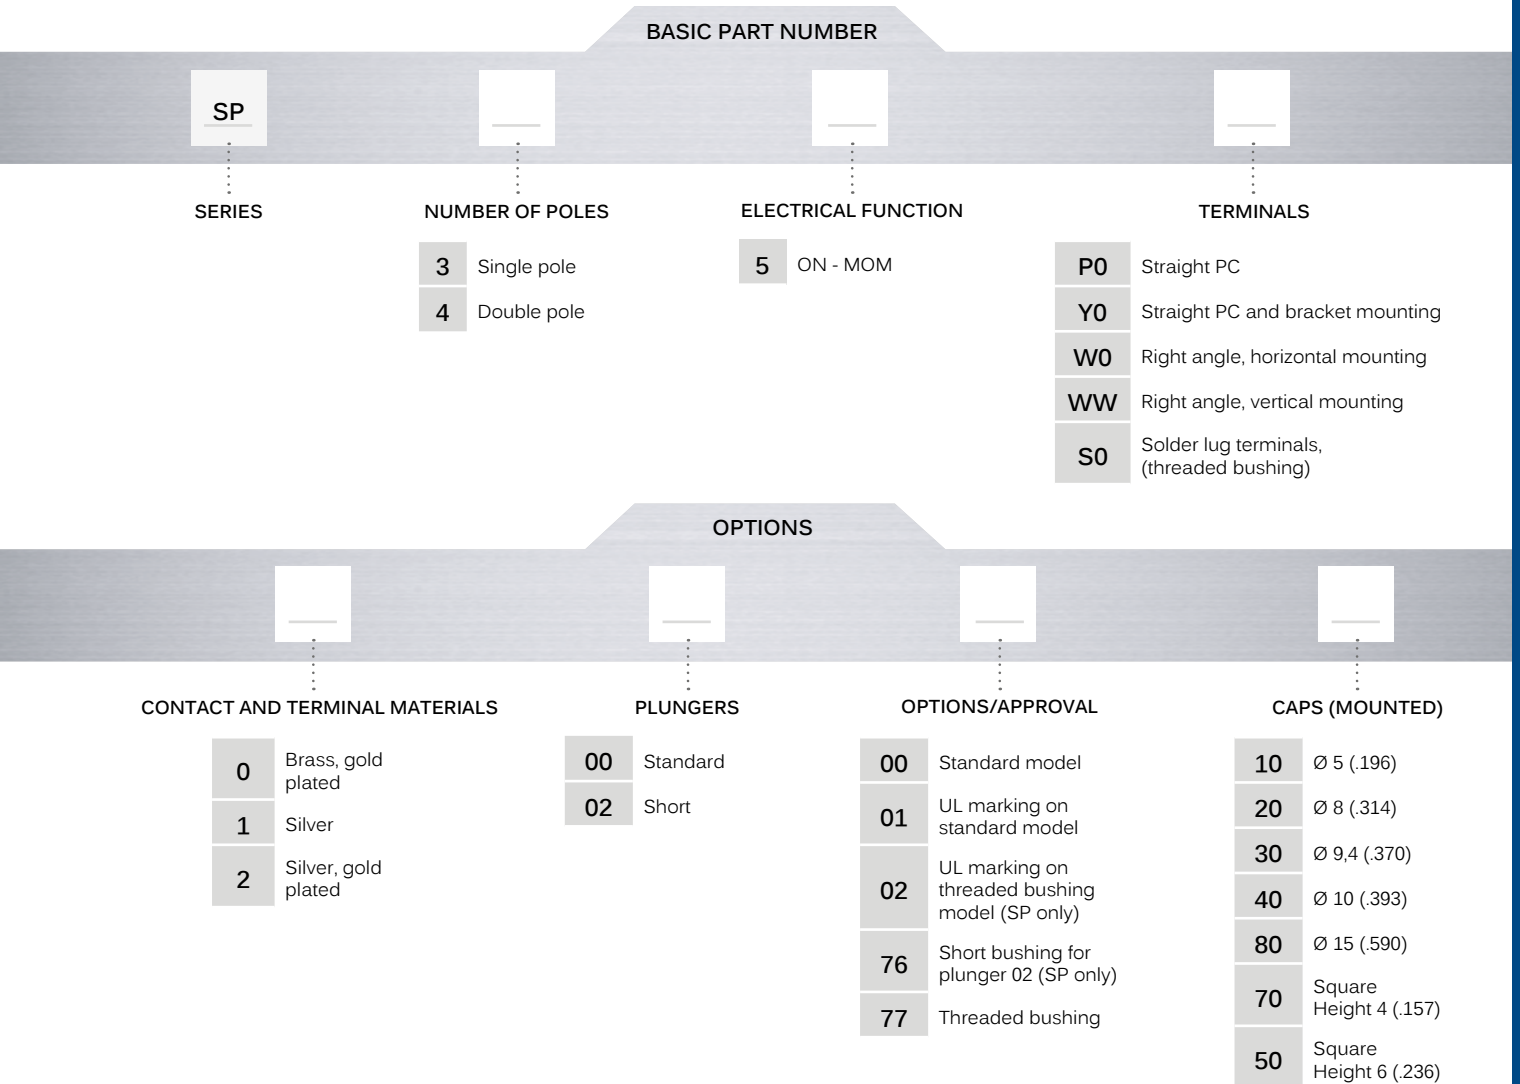 BASIC PART NUMBER
SP
SERIES
NUMBER OF POLES
3 Single pole
4 Double pole
ELECTRICAL FUNCTION
5 ON - MOM
TERMINALS
P0 Straight PC
Y0 Straight PC and bracket mounting
W0 Right angle, horizontal mounting
WW Right angle, vertical mounting
S0 Solder lug terminals,
(threaded bushing)
OPTIONS
CONTACT AND TERMINAL MATERIALS
0 Brass, gold
plated
1 Silver
2 Silver, gold
plated
PLUNGERS
00 Standard
02 Short
OPTIONS/APPROVAL
00 Standard model
01 UL marking on
standard model
02 UL marking on
threaded bushing
model (SP only)
76 Short bushing for
plunger 02 (SP only)
77 Threaded bushing
CAPS (MOUNTED)
10 Ø 5 (.196)
20 Ø 8 (.314)
30 Ø 9,4 (.370)
40 Ø 10 (.393)
80 Ø 15 (.590)
70 Square
Height 4 (.157)
50 Square
Height 6 (.236)